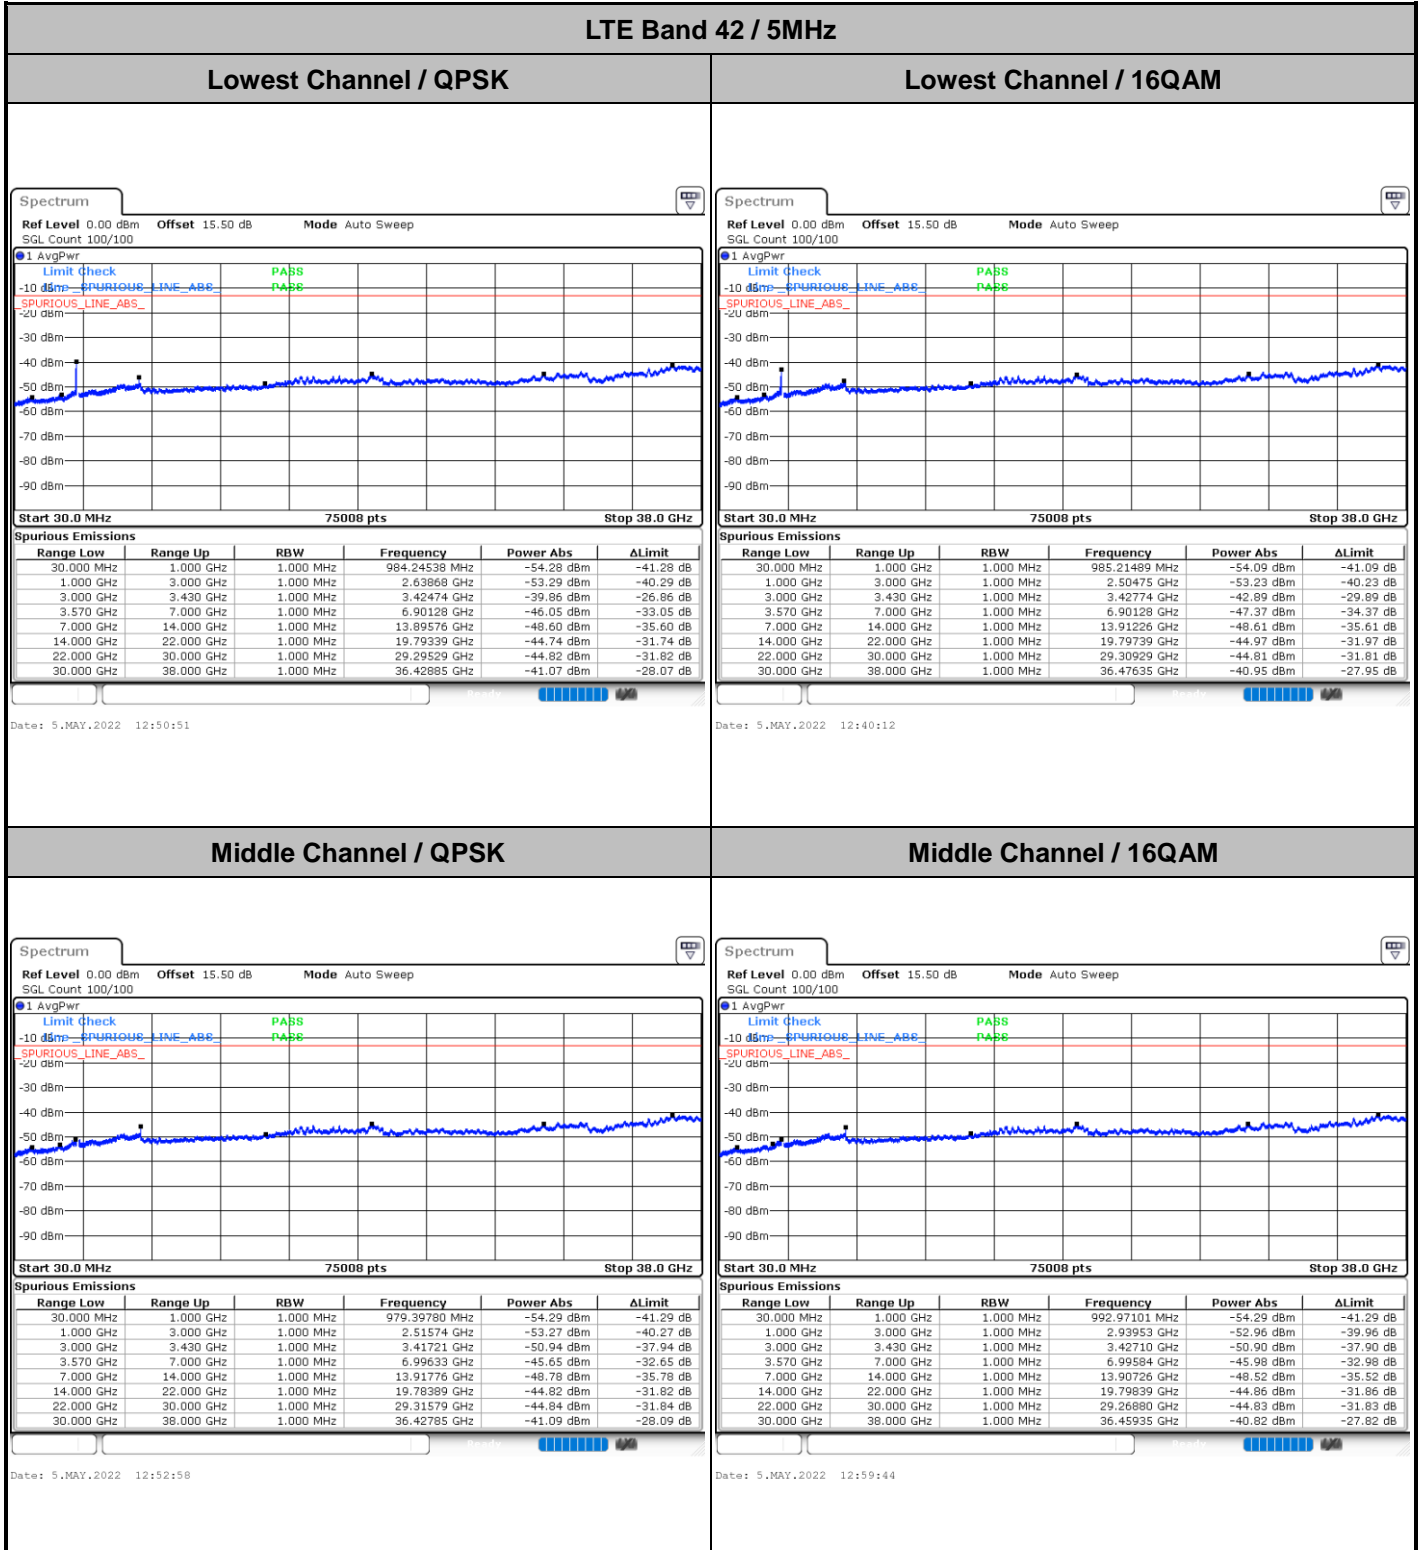 LTE Band 42 / 5MHz
Lowest Channel / QPSK
Lowest Channel / 16QAM
Spectrum
Ref Level 0.00 dBm Offset 15.50 dB Mode Auto Sweep
SGL Count 100/100
1 AvgPwr
Limit Check PASS
Line _SPURIOUS_LINE_ABS_ PASS
-10 dBm
_SPURIOUS_LINE_ABS_
-20 dBm
-30 dBm
-40 dBm
-50 dBm
-60 dBm
-70 dBm
-80 dBm
-90 dBm
Start 30.0 MHz 75008 pts Stop 38.0 GHz
Spurious Emissions
Range Low Range Up RBW Frequency Power Abs ΔLimit
30.000 MHz 1.000 GHz 1.000 MHz 984.24538 MHz -54.28 dBm -41.28 dB
1.000 GHz 3.000 GHz 1.000 MHz 2.63868 GHz -53.29 dBm -40.29 dB
3.000 GHz 3.430 GHz 1.000 MHz 3.42474 GHz -39.86 dBm -26.86 dB
3.570 GHz 7.000 GHz 1.000 MHz 6.90128 GHz -46.05 dBm -33.05 dB
7.000 GHz 14.000 GHz 1.000 MHz 13.89576 GHz -48.60 dBm -35.60 dB
14.000 GHz 22.000 GHz 1.000 MHz 19.79339 GHz -44.74 dBm -31.74 dB
22.000 GHz 30.000 GHz 1.000 MHz 29.29529 GHz -44.82 dBm -31.82 dB
30.000 GHz 38.000 GHz 1.000 MHz 36.42885 GHz -41.07 dBm -28.07 dB
Ready
Date: 5.MAY.2022 12:50:51
Spectrum
Ref Level 0.00 dBm Offset 15.50 dB Mode Auto Sweep
SGL Count 100/100
1 AvgPwr
Limit Check PASS
Line _SPURIOUS_LINE_ABS_ PASS
-10 dBm
_SPURIOUS_LINE_ABS_
-20 dBm
-30 dBm
-40 dBm
-50 dBm
-60 dBm
-70 dBm
-80 dBm
-90 dBm
Start 30.0 MHz 75008 pts Stop 38.0 GHz
Spurious Emissions
Range Low Range Up RBW Frequency Power Abs ΔLimit
30.000 MHz 1.000 GHz 1.000 MHz 985.21489 MHz -54.09 dBm -41.09 dB
1.000 GHz 3.000 GHz 1.000 MHz 2.50475 GHz -53.23 dBm -40.23 dB
3.000 GHz 3.430 GHz 1.000 MHz 3.42774 GHz -42.89 dBm -29.89 dB
3.570 GHz 7.000 GHz 1.000 MHz 6.90128 GHz -47.37 dBm -34.37 dB
7.000 GHz 14.000 GHz 1.000 MHz 13.91226 GHz -48.61 dBm -35.61 dB
14.000 GHz 22.000 GHz 1.000 MHz 19.79739 GHz -44.97 dBm -31.97 dB
22.000 GHz 30.000 GHz 1.000 MHz 29.30929 GHz -44.81 dBm -31.81 dB
30.000 GHz 38.000 GHz 1.000 MHz 36.47635 GHz -40.95 dBm -27.95 dB
Ready
Date: 5.MAY.2022 12:40:12
Middle Channel / QPSK
Middle Channel / 16QAM
Spectrum
Ref Level 0.00 dBm Offset 15.50 dB Mode Auto Sweep
SGL Count 100/100
1 AvgPwr
Limit Check PASS
Line _SPURIOUS_LINE_ABS_ PASS
-10 dBm
_SPURIOUS_LINE_ABS_
-20 dBm
-30 dBm
-40 dBm
-50 dBm
-60 dBm
-70 dBm
-80 dBm
-90 dBm
Start 30.0 MHz 75008 pts Stop 38.0 GHz
Spurious Emissions
Range Low Range Up RBW Frequency Power Abs ΔLimit
30.000 MHz 1.000 GHz 1.000 MHz 979.39780 MHz -54.29 dBm -41.29 dB
1.000 GHz 3.000 GHz 1.000 MHz 2.51574 GHz -53.27 dBm -40.27 dB
3.000 GHz 3.430 GHz 1.000 MHz 3.41721 GHz -50.94 dBm -37.94 dB
3.570 GHz 7.000 GHz 1.000 MHz 6.99633 GHz -45.65 dBm -32.65 dB
7.000 GHz 14.000 GHz 1.000 MHz 13.91776 GHz -48.78 dBm -35.78 dB
14.000 GHz 22.000 GHz 1.000 MHz 19.78389 GHz -44.82 dBm -31.82 dB
22.000 GHz 30.000 GHz 1.000 MHz 29.31579 GHz -44.84 dBm -31.84 dB
30.000 GHz 38.000 GHz 1.000 MHz 36.42785 GHz -41.09 dBm -28.09 dB
Ready
Date: 5.MAY.2022 12:52:58
Spectrum
Ref Level 0.00 dBm Offset 15.50 dB Mode Auto Sweep
SGL Count 100/100
1 AvgPwr
Limit Check PASS
Line _SPURIOUS_LINE_ABS_ PASS
-10 dBm
_SPURIOUS_LINE_ABS_
-20 dBm
-30 dBm
-40 dBm
-50 dBm
-60 dBm
-70 dBm
-80 dBm
-90 dBm
Start 30.0 MHz 75008 pts Stop 38.0 GHz
Spurious Emissions
Range Low Range Up RBW Frequency Power Abs ΔLimit
30.000 MHz 1.000 GHz 1.000 MHz 992.97101 MHz -54.29 dBm -41.29 dB
1.000 GHz 3.000 GHz 1.000 MHz 2.93953 GHz -52.96 dBm -39.96 dB
3.000 GHz 3.430 GHz 1.000 MHz 3.42710 GHz -50.90 dBm -37.90 dB
3.570 GHz 7.000 GHz 1.000 MHz 6.99584 GHz -45.98 dBm -32.98 dB
7.000 GHz 14.000 GHz 1.000 MHz 13.90726 GHz -48.52 dBm -35.52 dB
14.000 GHz 22.000 GHz 1.000 MHz 19.79839 GHz -44.86 dBm -31.86 dB
22.000 GHz 30.000 GHz 1.000 MHz 29.26880 GHz -44.83 dBm -31.83 dB
30.000 GHz 38.000 GHz 1.000 MHz 36.45935 GHz -40.82 dBm -27.82 dB
Ready
Date: 5.MAY.2022 12:59:44